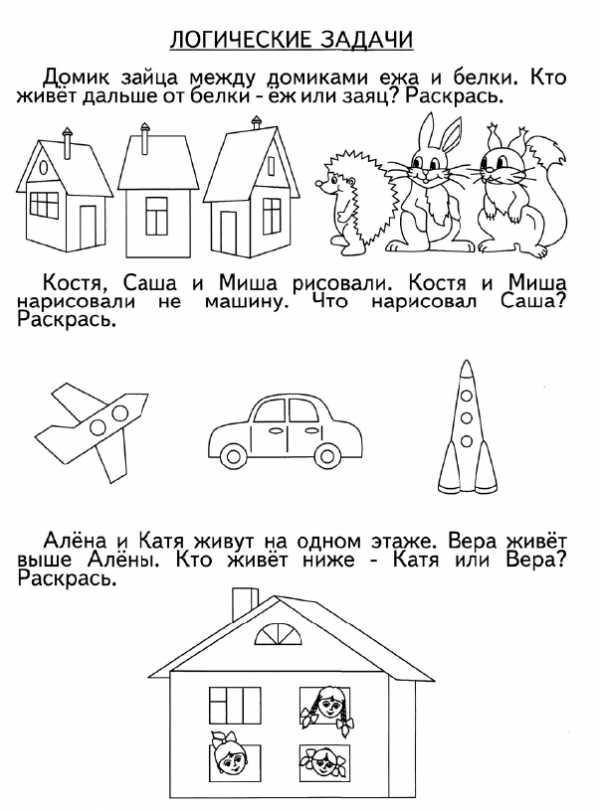 ЛОГИЧЕСКИЕ ЗАДАЧИ
Домик зайца между домиками ежа и белки. Кто
живёт дальше от белки - ёж или заяц? Раскрась.
Костя, Саша и Миша рисовали. Костя и Миша
нарисовали не машину. Что нарисовал Саша?
Раскрась.
Алёна и Катя живут на одном этаже. Вера живёт
выше Алёны. Кто живёт ниже - Катя или Вера?
Раскрась.